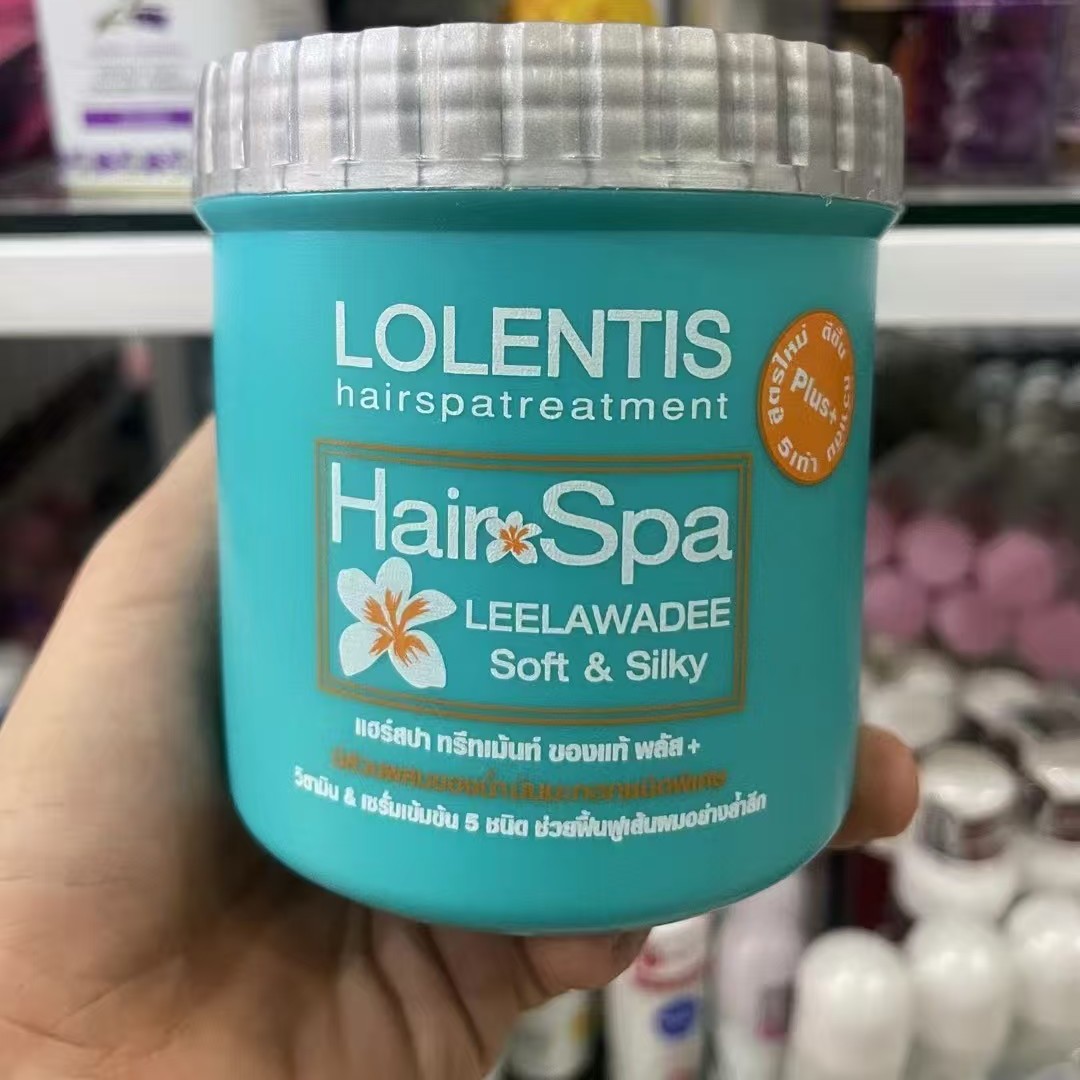 LOLENTIS
hairspatreatment
สูตรใหม่ ดีขึ้น
Plus+
5 เท่า
Hair Spa
LEELAWADEE
Soft & Silky
แฮร์สปา ทรีทเม้นท์ ของแท้ พลัส +
วิตามิน & เซรั่มเข้มข้น 5 ชนิด ช่วยฟื้นฟูเส้นผมอย่างล้ำลึก